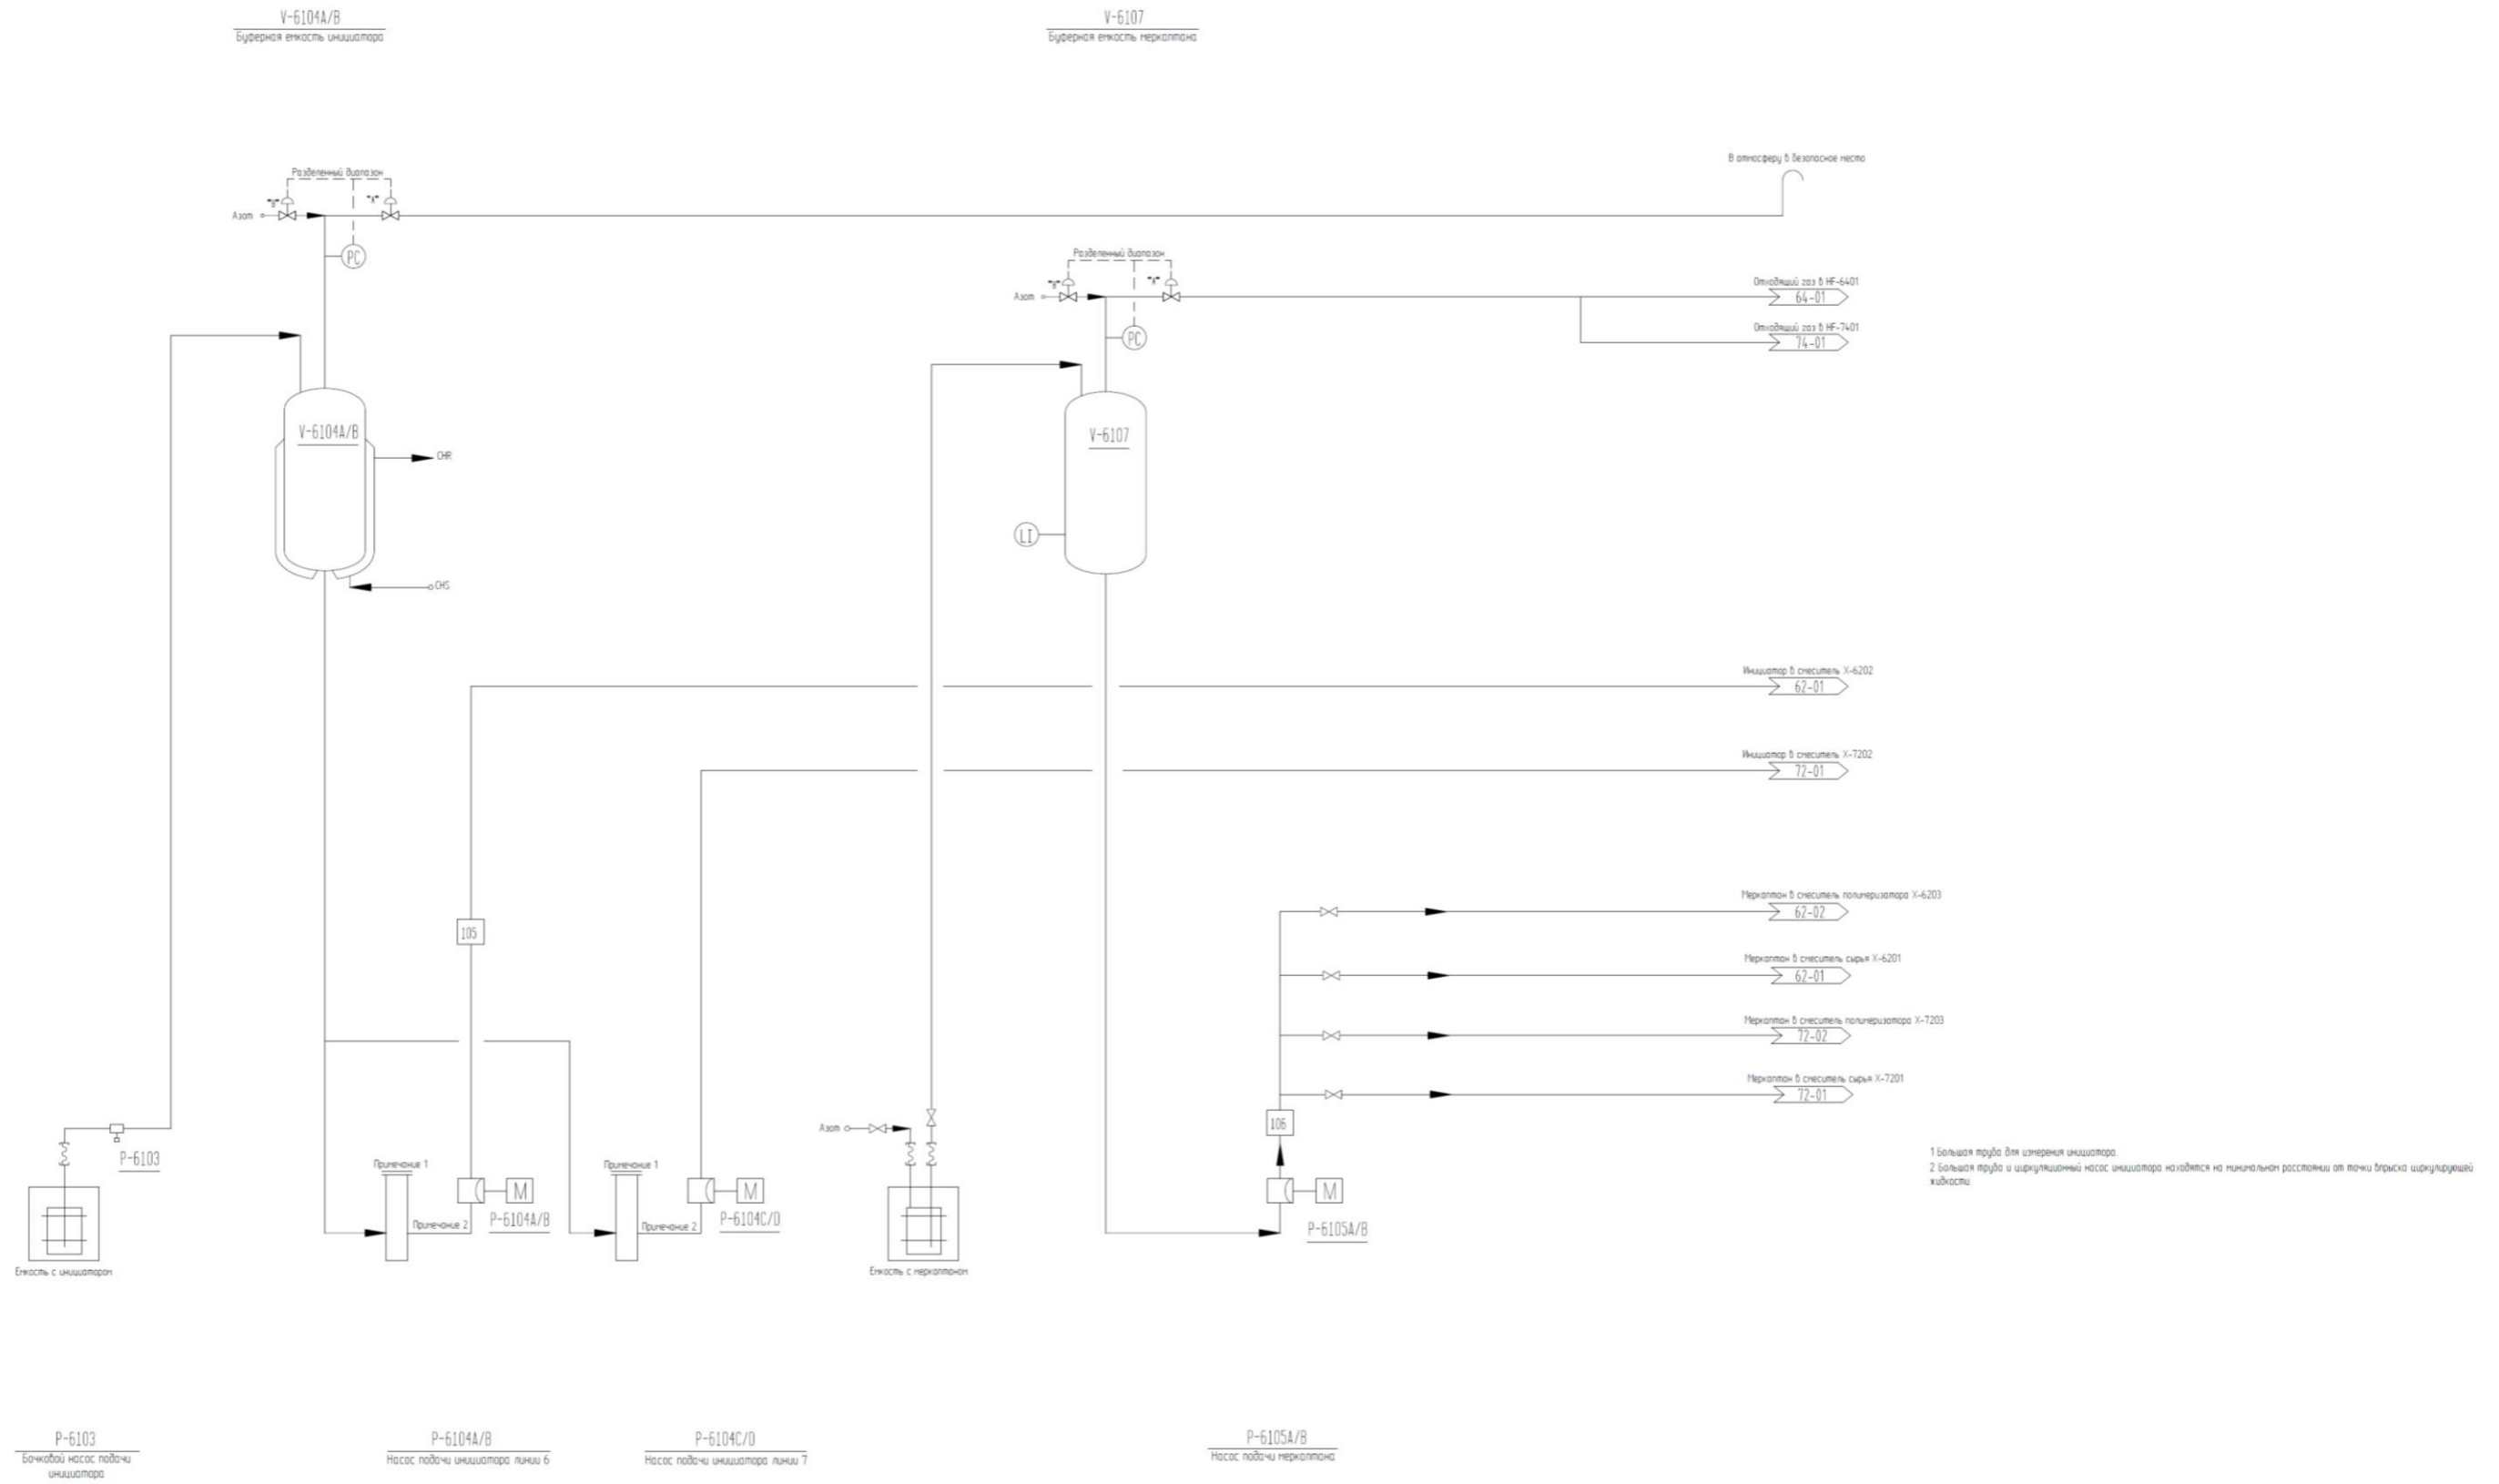 V-6104A/B
Буферная емкость инициатора
V-6107
Буферная емкость меркаптана
В атмосферу в безопасное место
Разделенный диапазон
"B"
"A"
Азот
PC
Разделенный диапазон
"B"
"A"
Азот
PC
Отходящий газ в HF-6401
64-01
Отходящий газ в HF-7401
74-01
V-6104A/B
CHR
CHS
V-6107
LI
Инициатор в смеситель X-6202
62-01
Инициатор в смеситель X-7202
72-01
105
Меркаптан в смеситель полимеризатора X-6203
62-02
Меркаптан в смеситель сырья X-6201
62-01
Меркаптан в смеситель полимеризатора X-7203
72-02
Меркаптан в смеситель сырья X-7201
72-01
106
Азот
P-6103
Примечание 1
M
Примечание 2
P-6104A/B
Примечание 1
M
Примечание 2
P-6104C/D
M
P-6105A/B
Емкость с инициатором
Емкость с меркаптаном
1 Большая труба для измерения инициатора.
2 Большая труба и циркуляционный насос инициатора находятся на минимальном расстоянии от точки впрыска циркулирующей
жидкости
P-6103
Бочковой насос подачи
инициатора
P-6104A/B
Насос подачи инициатора линии 6
P-6104C/D
Насос подачи инициатора линии 7
P-6105A/B
Насос подачи меркаптана